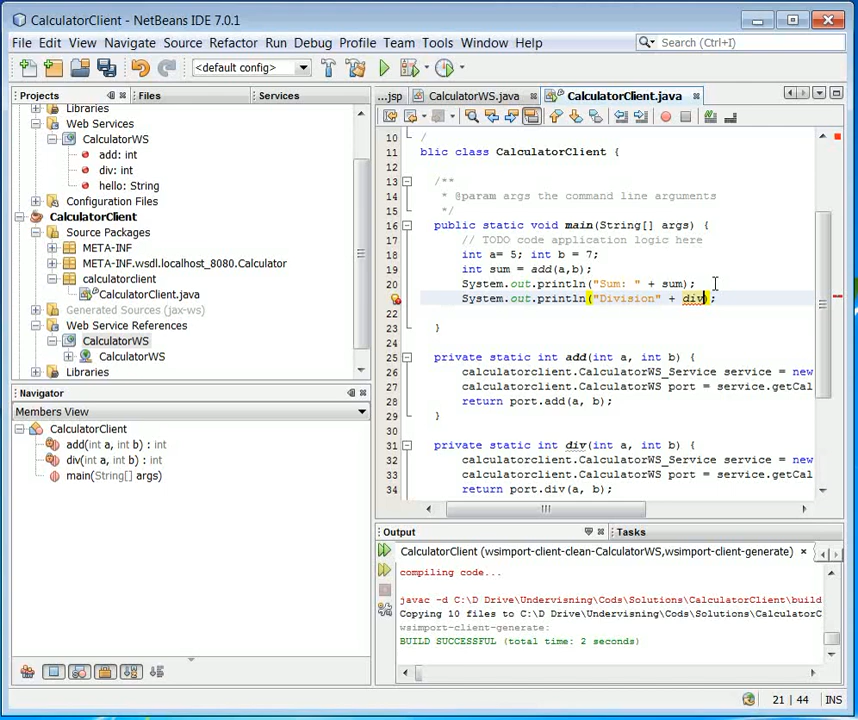 CalculatorClient - NetBeans IDE 7.0.1
File Edit View Navigate Source Refactor Run Debug Profile Team Tools Window Help
Search (Ctrl+I)
<default config>
Projects
Files
Services
Libraries
Web Services
CalculatorWS
add: int
div: int
hello: String
Configuration Files
CalculatorClient
Source Packages
META-INF
META-INF.wsdl.localhost_8080.Calculator
calculatorclient
CalculatorClient.java
Generated Sources (jax-ws)
Web Service References
CalculatorWS
CalculatorWS
Libraries
Navigator
Members View
CalculatorClient
add(int a, int b) : int
div(int a, int b) : int
main(String[] args)
...jsp
CalculatorWS.java
CalculatorClient.java
10 /
11 blic class CalculatorClient {
12
13 /**
14 * @param args the command line arguments
15 */
16 public static void main(String[] args) {
17 // TODO code application logic here
18 int a= 5; int b = 7;
19 int sum = add(a,b);
20 System.out.println("Sum: " + sum);
System.out.println("Division" + div);
22
23 }
24
25 private static int add(int a, int b) {
26 calculatorclient.CalculatorWS_Service service = new
27 calculatorclient.CalculatorWS port = service.getCal
28 return port.add(a, b);
29 }
30
31 private static int div(int a, int b) {
32 calculatorclient.CalculatorWS_Service service = new
33 calculatorclient.CalculatorWS port = service.getCal
34 return port.div(a, b);
Output
Tasks
CalculatorClient (wsimport-client-clean-CalculatorWS,wsimport-client-generate)
compiling code...
javac -d C:\D Drive\Undervisning\Cods\Solutions\CalculatorClient\build
Copying 10 files to C:\D Drive\Undervisning\Cods\Solutions\CalculatorC
wsimport-client-generate:
BUILD SUCCESSFUL (total time: 2 seconds)
21 | 44
INS